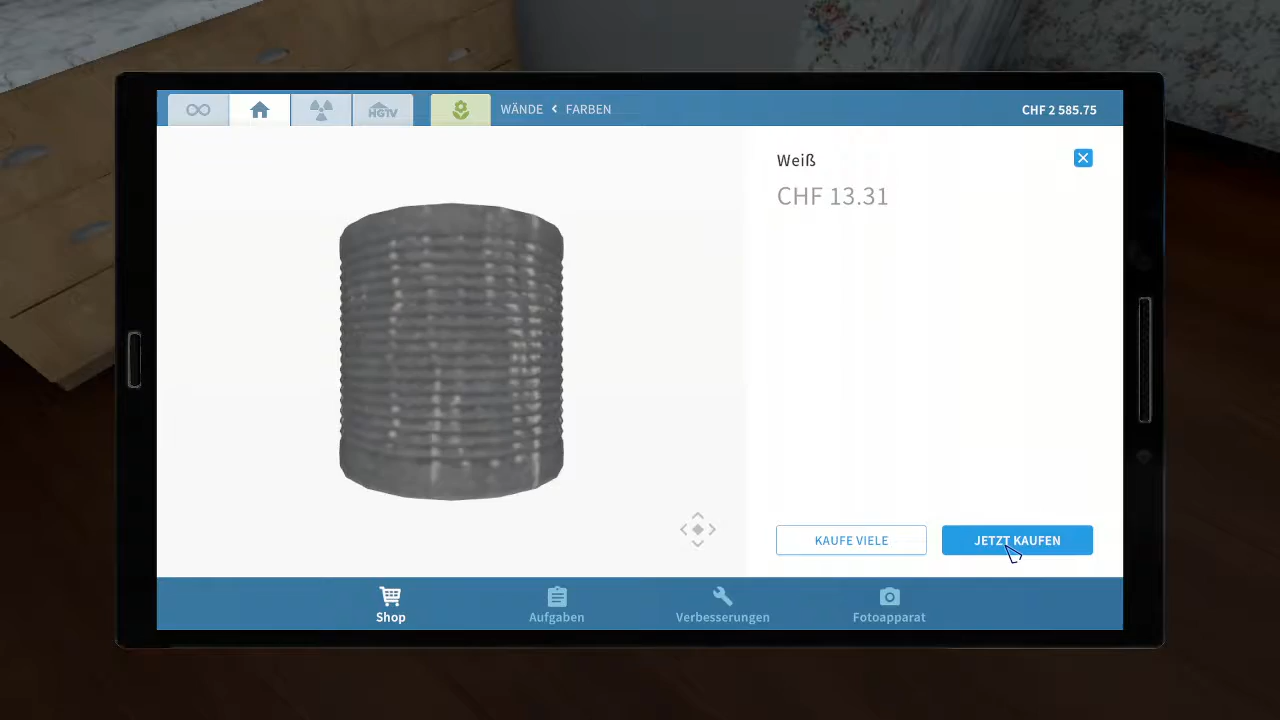 HGTV
WÄNDE < FARBEN
CHF 2 585.75
Weiß
CHF 13.31
KAUFE VIELE
JETZT KAUFEN
Shop
Aufgaben
Verbesserungen
Fotoapparat